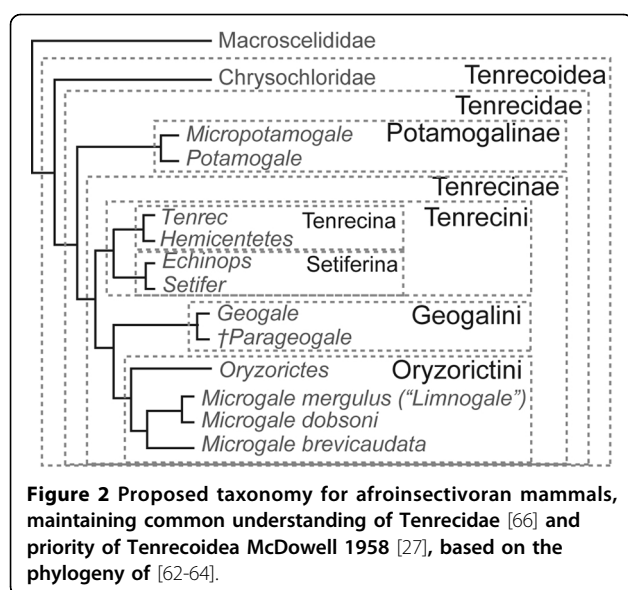 Macroscelididae
Chrysochloridae Tenrecoidea
Tenrecidae
Micropotamogale Potamogalinae
Potamogale
Tenrecinae
Tenrec Tenrecina Tenrecini
Hemicentetes
Echinops Setiferina
Setifer
Geogale Geogalini
†Parageogale
Oryzorictes Oryzorictini
Microgale mergulus ("Limnogale")
Microgale dobsoni
Microgale brevicaudata
Figure 2 Proposed taxonomy for afroinsectivoran mammals,
maintaining common understanding of Tenrecidae [66] and
priority of Tenrecoidea McDowell 1958 [27], based on the
phylogeny of [62-64].